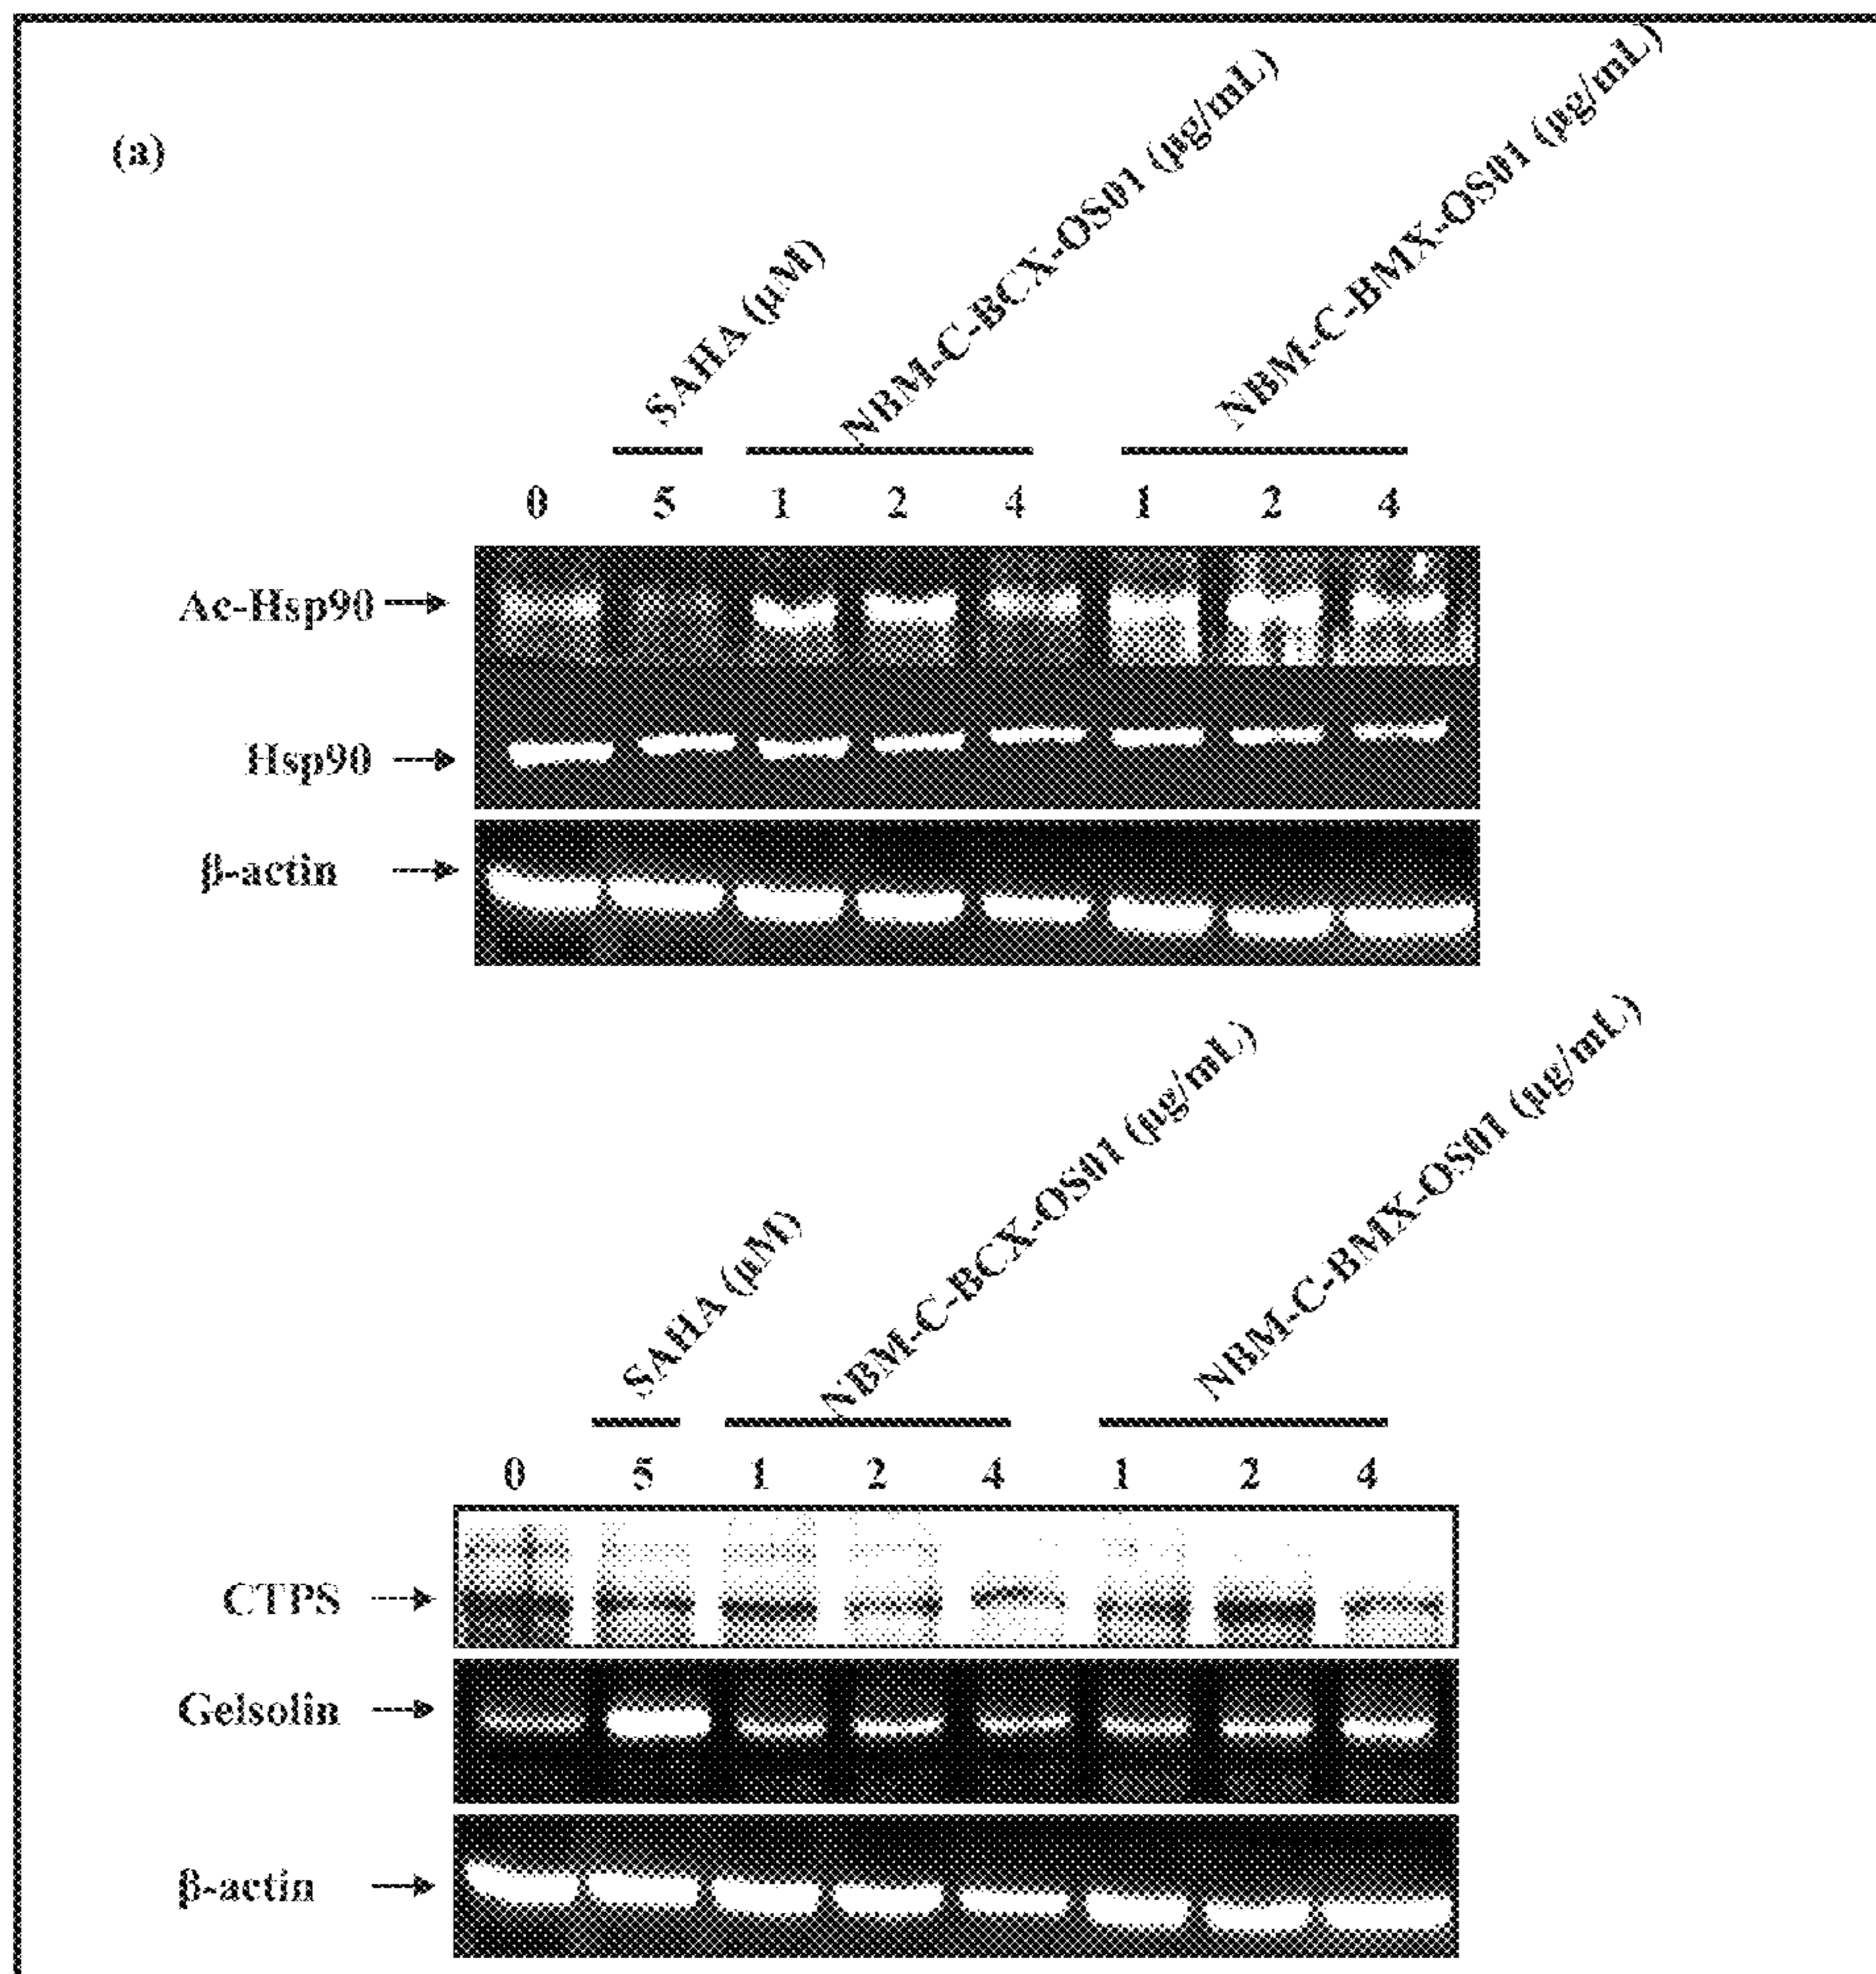 (a)
SAHA (μM)
NBM-C-BCX-OS01 (μg/mL)
NBM-C-BMX-OS01 (μg/mL)
0 5 1 2 4 1 2 4
Ac-Hsp90
Hsp90
β-actin
SAHA (μM)
NBM-C-BCX-OS01 (μg/mL)
NBM-C-BMX-OS01 (μg/mL)
0 5 1 2 4 1 2 4
CTPS
Gelsolin
β-actin